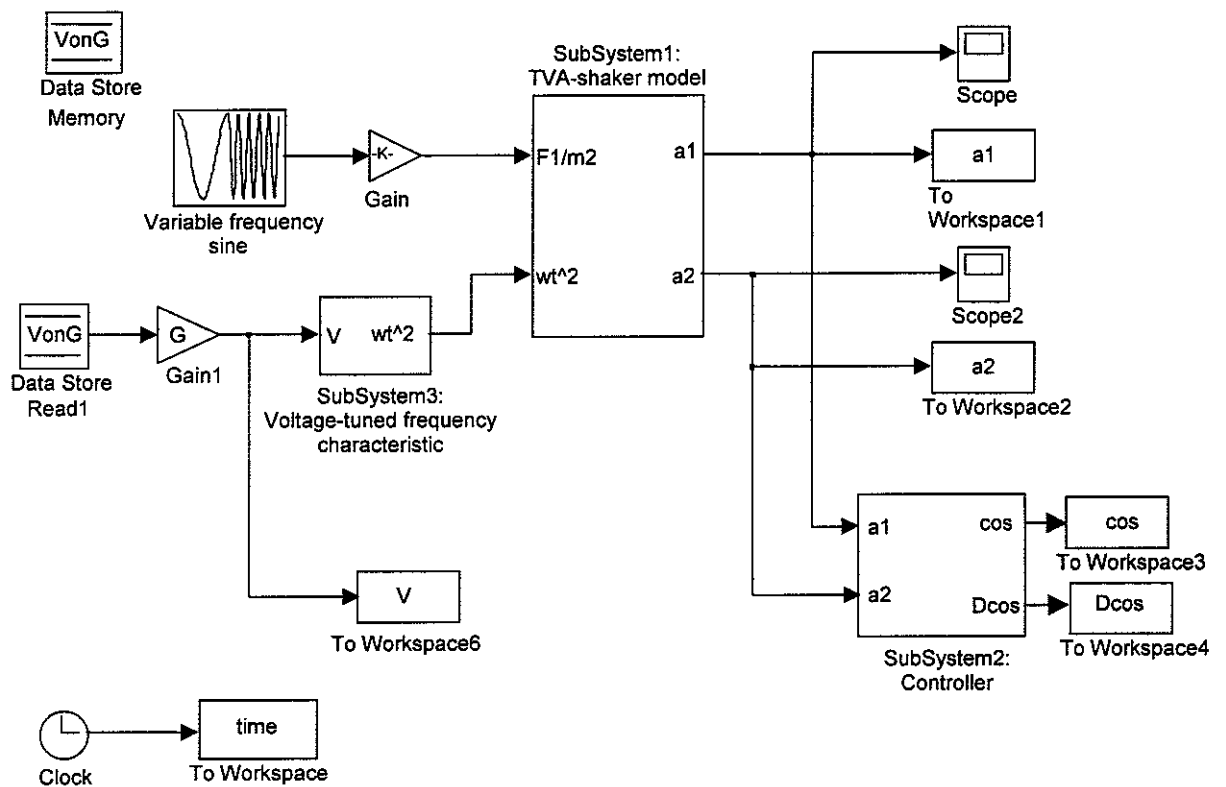 VonG
Data Store
Memory
SubSystem1:
TVA-shaker model
Scope
F1/m2
a1
-K-
Gain
a1
To
Workspace1
Variable frequency
sine
wt^2
a2
Scope2
VonG
G
V
wt^2
Data Store
Read1
Gain1
SubSystem3:
Voltage-tuned frequency
characteristic
a2
To Workspace2
a1
cos
cos
To Workspace3
a2
Dcos
Dcos
To Workspace4
V
To Workspace6
SubSystem2:
Controller
time
Clock
To Workspace